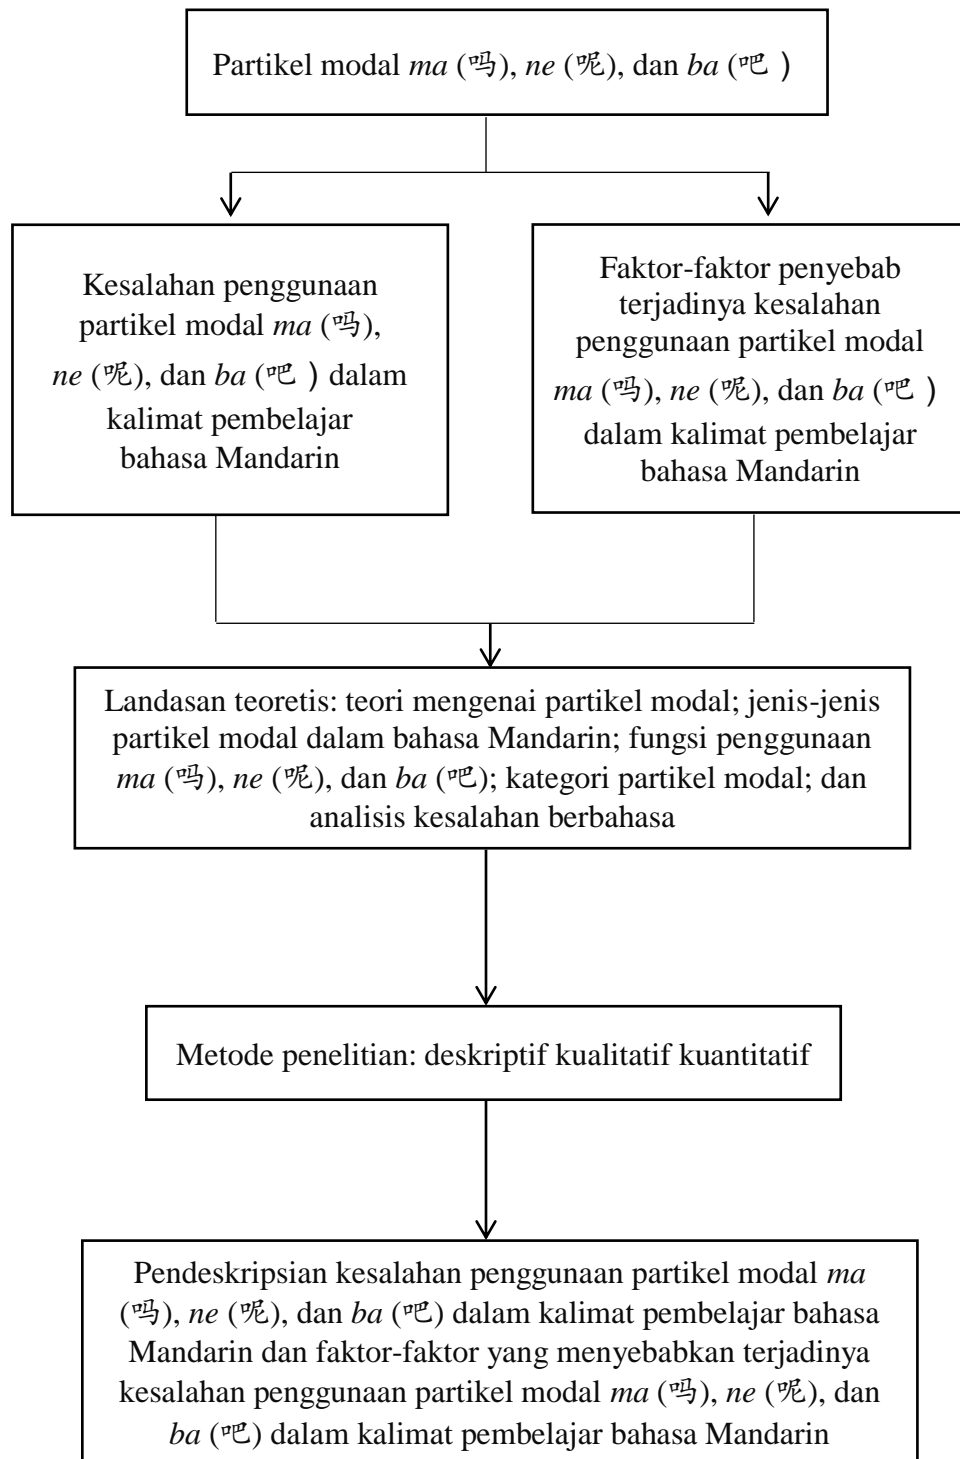 Partikel modal ma (吗), ne (呢), dan ba (吧 )
Kesalahan penggunaan
partikel modal ma (吗),
ne (呢), dan ba (吧 ) dalam
kalimat pembelajar
bahasa Mandarin
Faktor-faktor penyebab
terjadinya kesalahan
penggunaan partikel modal
ma (吗), ne (呢), dan ba (吧 )
dalam kalimat pembelajar
bahasa Mandarin
Landasan teoretis: teori mengenai partikel modal; jenis-jenis
partikel modal dalam bahasa Mandarin; fungsi penggunaan
ma (吗), ne (呢), dan ba (吧); kategori partikel modal; dan
analisis kesalahan berbahasa
Metode penelitian: deskriptif kualitatif kuantitatif
Pendeskripsian kesalahan penggunaan partikel modal ma
(吗), ne (呢), dan ba (吧) dalam kalimat pembelajar bahasa
Mandarin dan faktor-faktor yang menyebabkan terjadinya
kesalahan penggunaan partikel modal ma (吗), ne (呢), dan
ba (吧) dalam kalimat pembelajar bahasa Mandarin